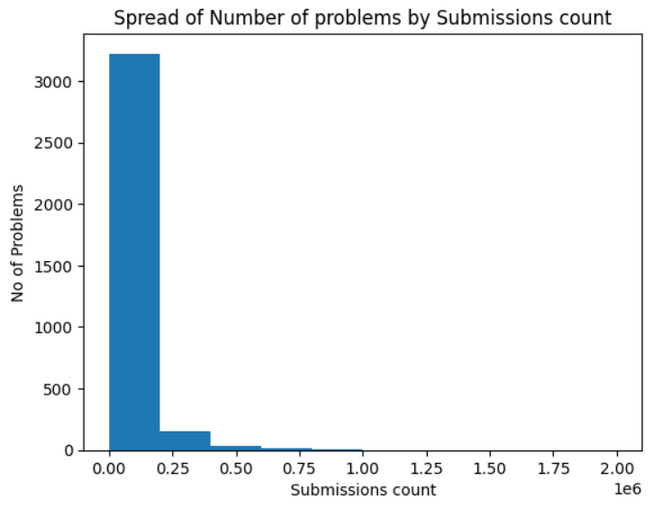 Spread of Number of problems by Submissions count
3000
2500
2000
1500
1000
500
0
No of Problems
0.00 0.25 0.50 0.75 1.00 1.25 1.50 1.75 2.00
1e6
Submissions count